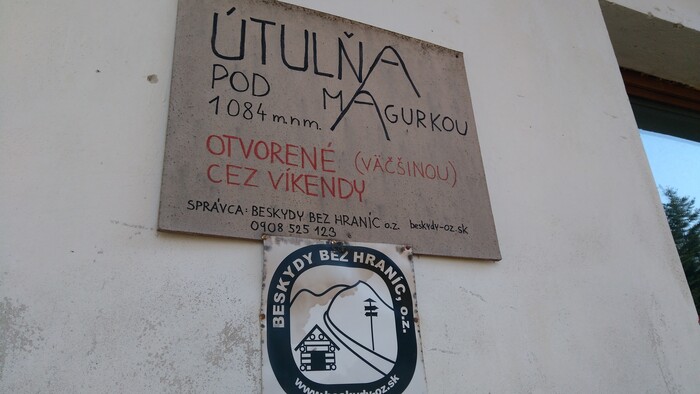 ÚTULŇA
POD MAGURKOU
1084 m.n.m.
OTVORENÉ (VÄČŠINOU)
CEZ VÍKENDY
SPRÁVCA: BESKYDY BEZ HRANÍC o.z. beskydy-oz.sk
0908 525 123
BESKYDY BEZ HRANÍC, o.z.
www.beskydy-oz.sk